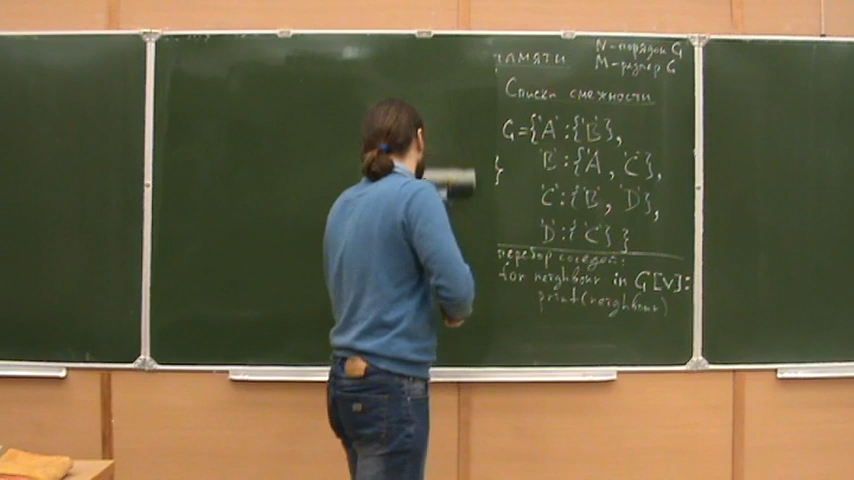 N-порядок G
M-размер G
памяти
Списки смежности
G={'A':{'B'},
'B':{'A, 'C'},
}
'C':{'B', 'D'},
'D':{'C'}}
перебор соседей:
for neighbour in G[v]:
print(neighbour)